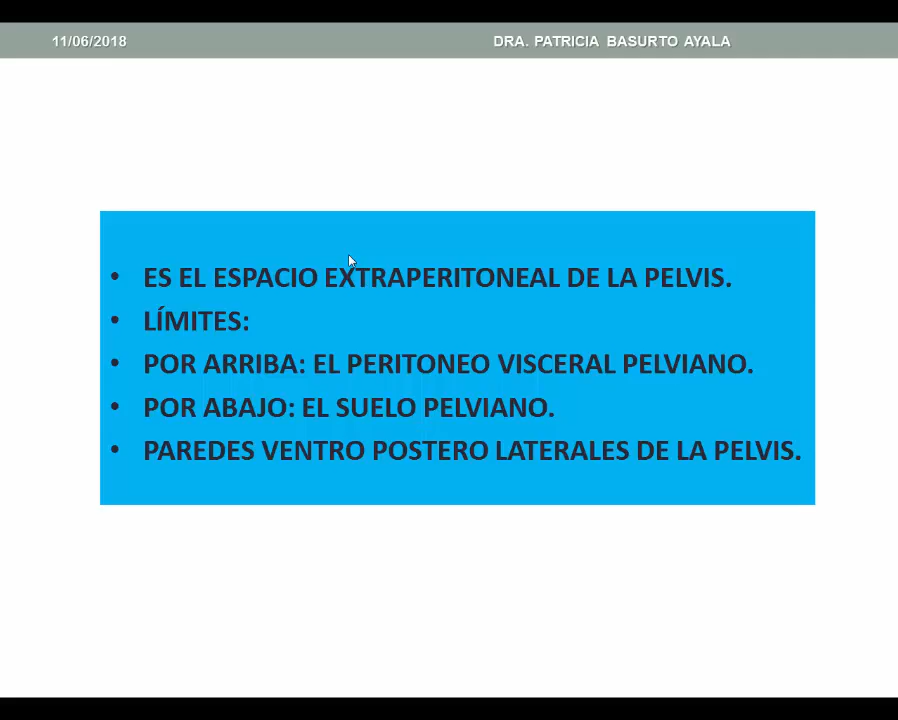 11/06/2018 DRA. PATRICIA BASURTO AYALA
• ES EL ESPACIO EXTRAPERITONEAL DE LA PELVIS.
• LÍMITES:
• POR ARRIBA: EL PERITONEO VISCERAL PELVIANO.
• POR ABAJO: EL SUELO PELVIANO.
• PAREDES VENTRO POSTERO LATERALES DE LA PELVIS.